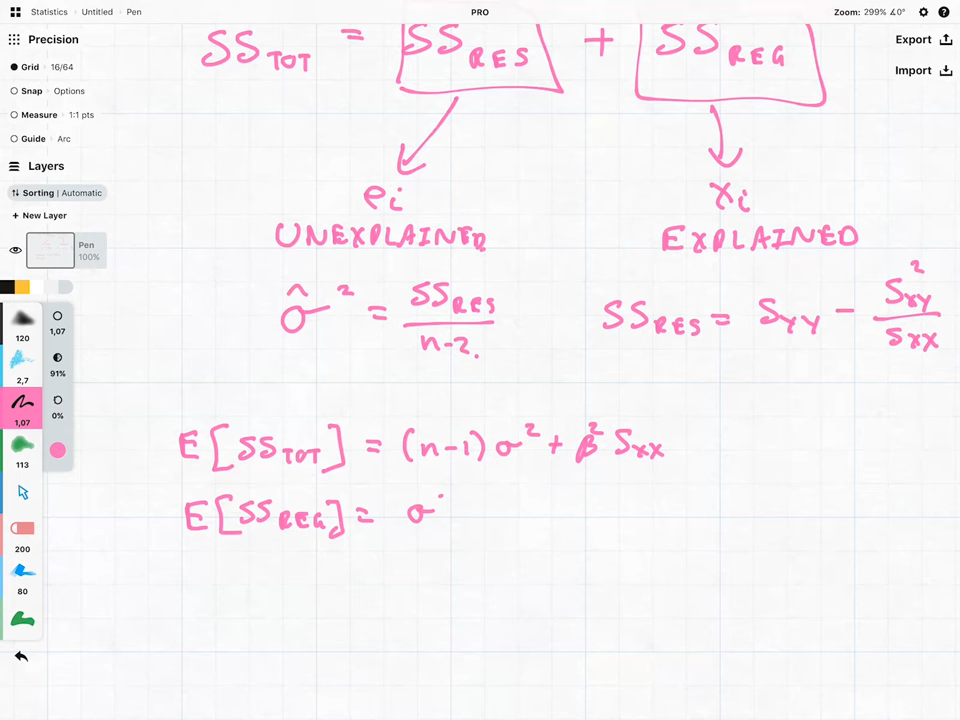 Statistics › Untitled › Pen
PRO
Zoom: 299% ∠0°
Precision
Export
Import
Grid • 16/64
Snap • Options
Measure • 1:1 pts
Guide • Arc
Layers
Sorting | Automatic
+ New Layer
Pen
100%
120
2,7
1,07
113
200
80
1,07
91%
0%
SS_TOT = SS_RES + SS_REG
e_i x_i
UNEXPLAINED EXPLAINED
σ̂² = SS_RES / n-2. SS_RES = S_YY − S_XY² / S_XX
E[SS_TOT] = (n-1) σ² + β² S_XX
E[SS_REG] = σ